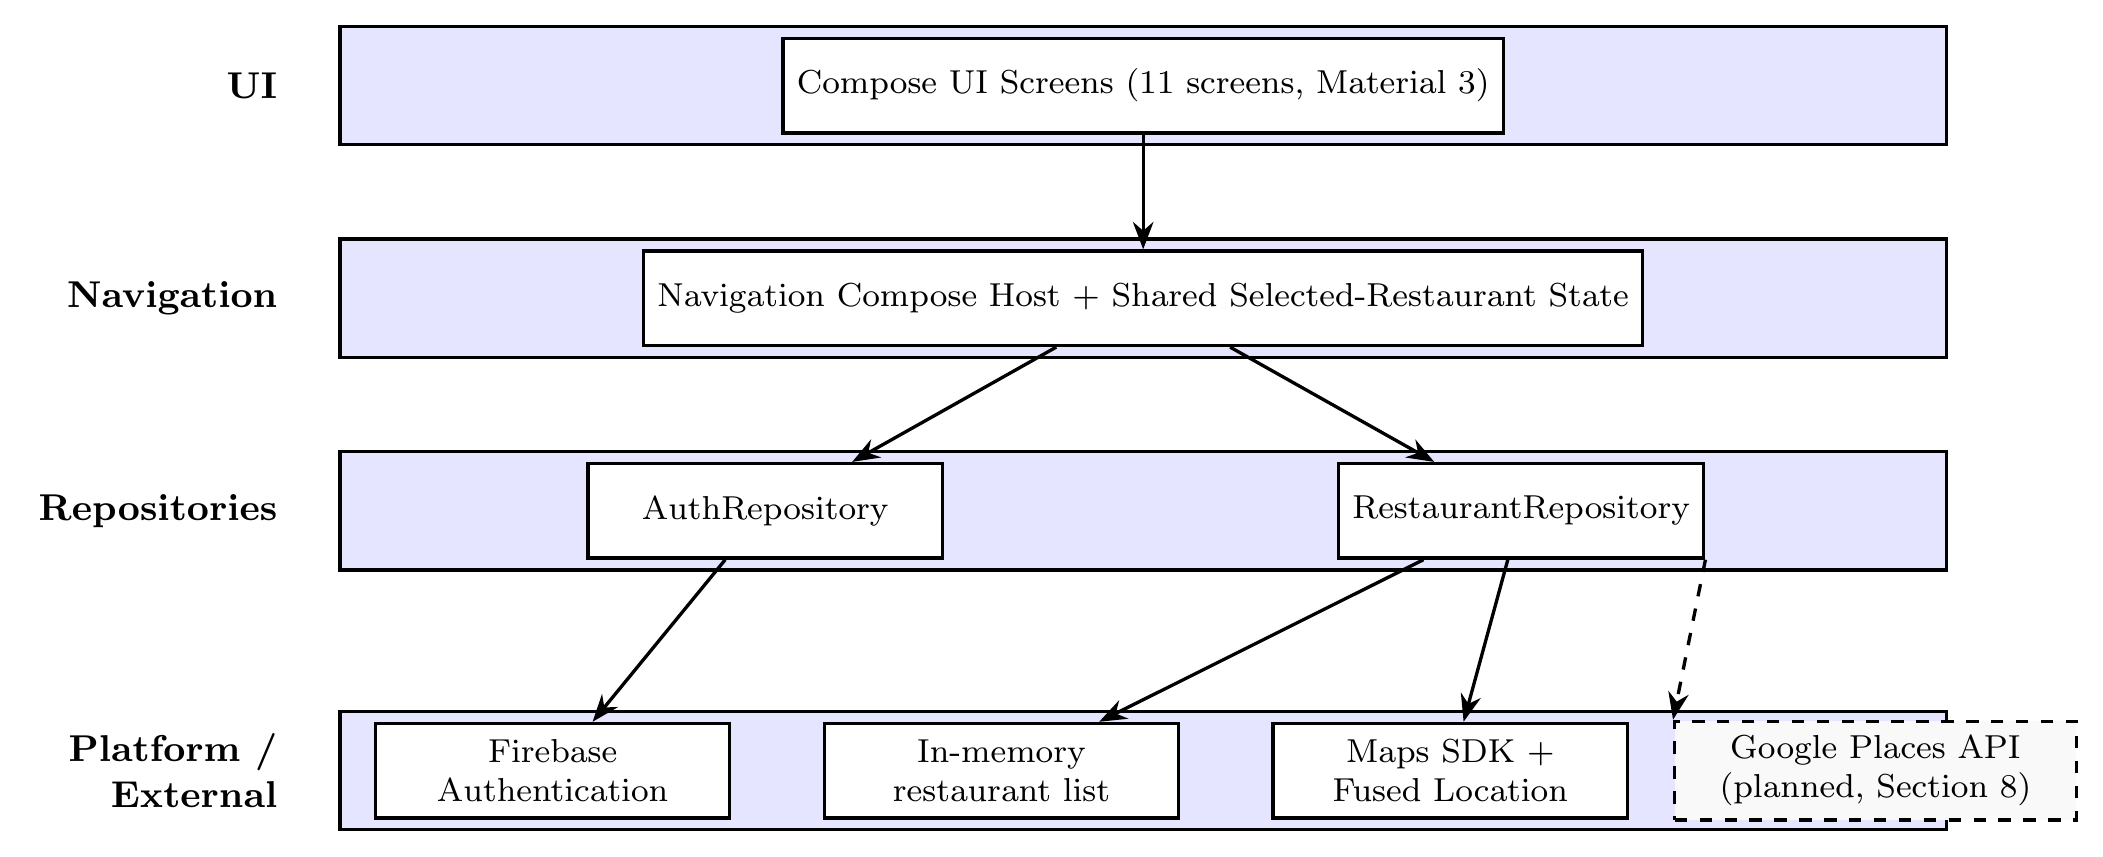 UI
Compose UI Screens (11 screens, Material 3)
Navigation
Navigation Compose Host + Shared Selected-Restaurant State
Repositories
AuthRepository
RestaurantRepository
Platform /
External
Firebase
Authentication
In-memory
restaurant list
Maps SDK +
Fused Location
Google Places API
(planned, Section 8)